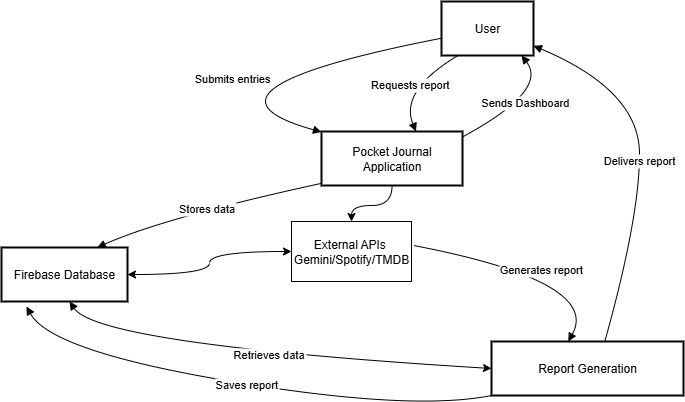 User
Submits entries
Requests report
Sends Dashboard
Pocket Journal
Application
Delivers report
Stores data
External APIs
Gemini/Spotify/TMDB
Firebase Database
Generates report
Retrieves data
Report Generation
Saves report